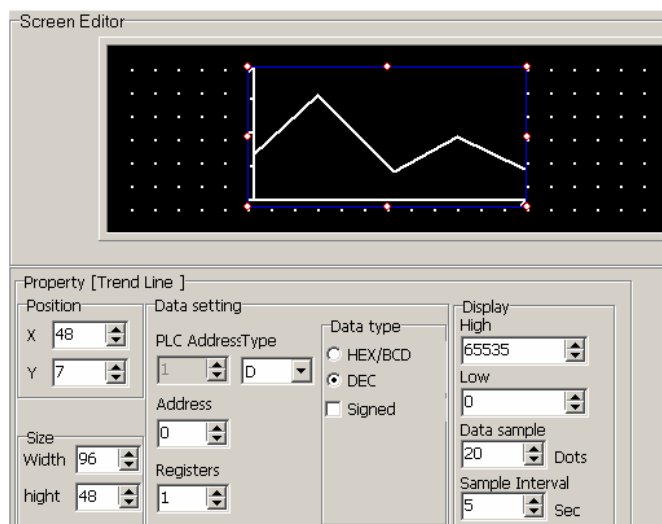 Screen Editor
Property [Trend Line ]
Position
X 48
Y 7
Size
Width 96
hight 48
Data setting
PLC AddressType
1 D
Address
0
Registers
1
Data type
HEX/BCD
DEC
Signed
Display
High
65535
Low
0
Data sample
20 Dots
Sample Interval
5 Sec